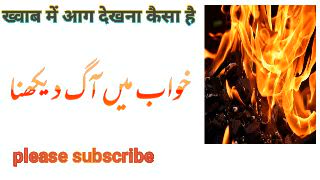 ख्वाब में आग देखना कैसा है
خواب میں آگ دیکھنا
please subscribe